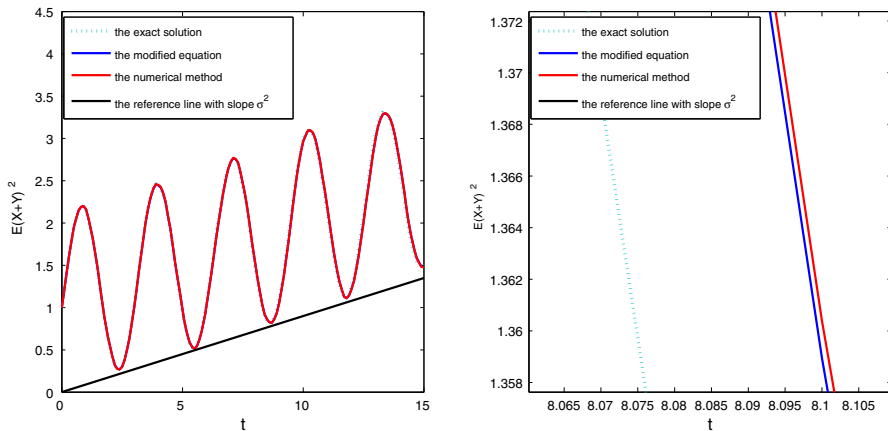 4.5
4
3.5
3
2.5
2
1.5
1
0.5
0
E(X+Y) ²
the exact solution
the modified equation
the numerical method
the reference line with slope σ²
0 5 10 15
t
1.372
1.37
1.368
1.366
1.364
1.362
1.36
1.358
E(X+Y) ²
the exact solution
the modified equation
the numerical method
the reference line with slope σ²
8.065 8.07 8.075 8.08 8.085 8.09 8.095 8.1 8.105
t